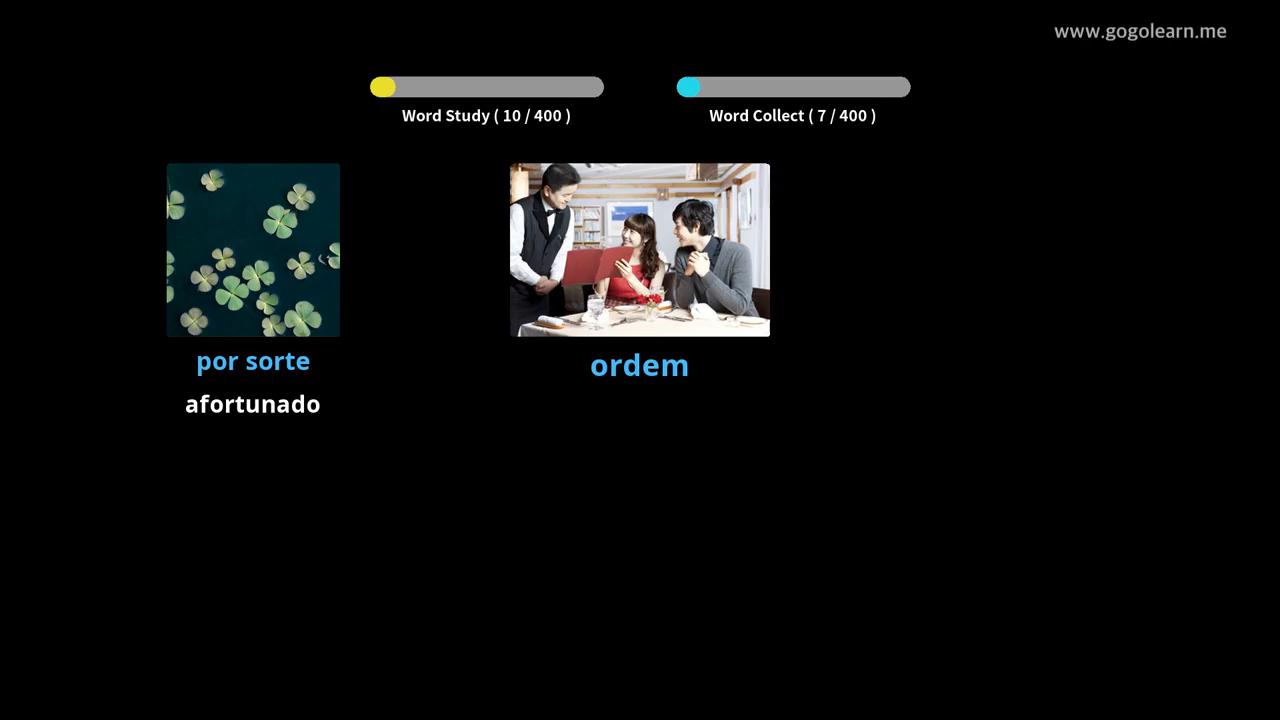 www.gogolearn.me
Word Study ( 10 / 400 )
Word Collect ( 7 / 400 )
por sorte
afortunado
ordem